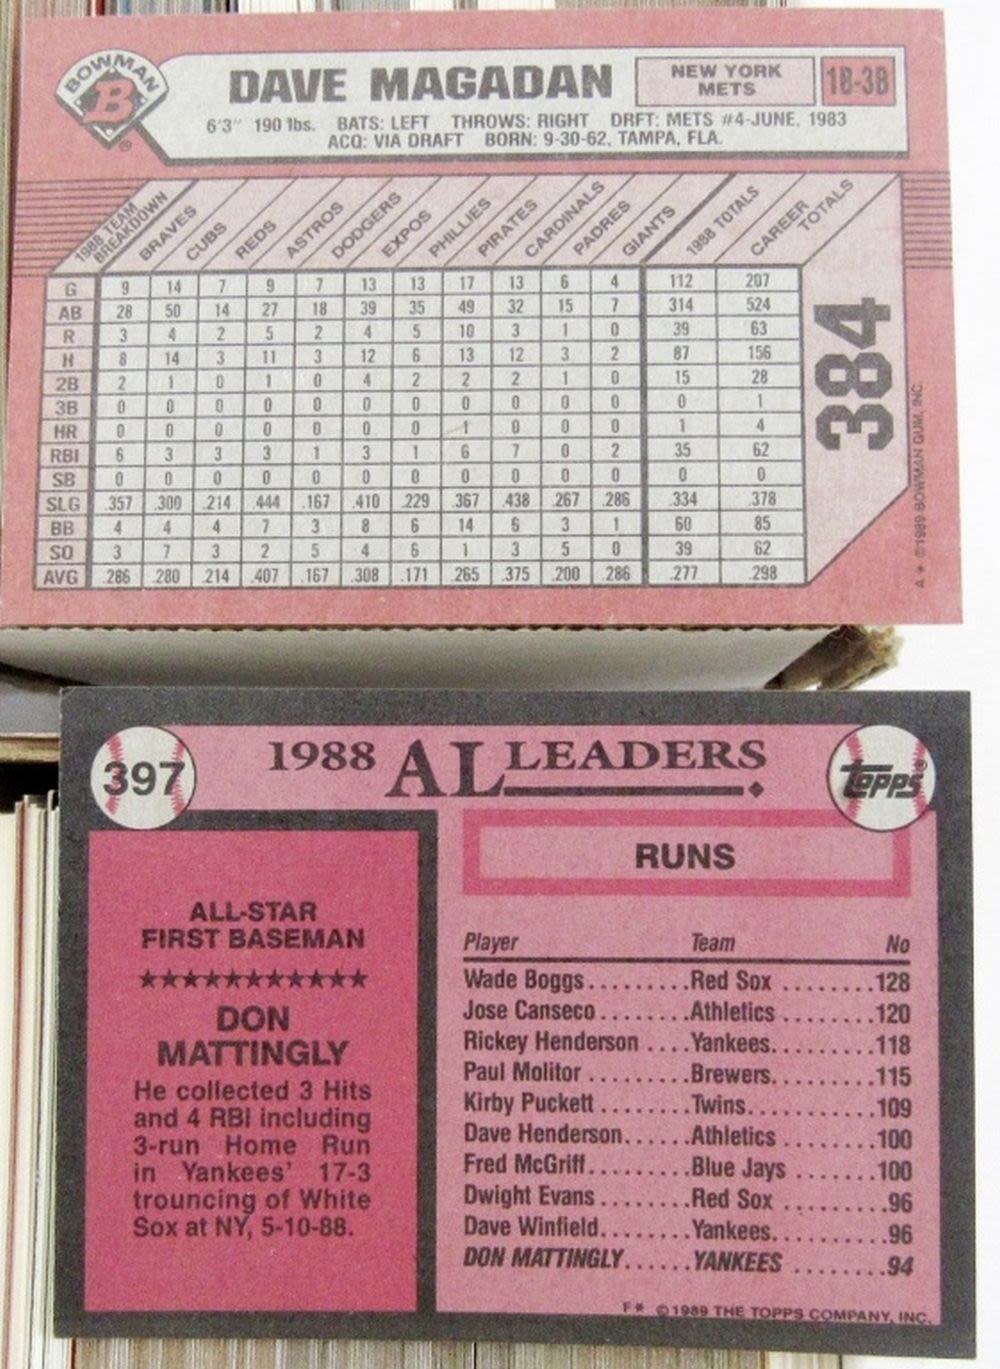 BOWMAN
B
®
DAVE MAGADAN
NEW YORK
METS
1B-3B
6'3" 190 lbs. BATS: LEFT THROWS: RIGHT DRFT: METS #4-JUNE, 1983
ACQ: VIA DRAFT BORN: 9-30-62, TAMPA, FLA.
1988 TEAM BREAKDOWN BRAVES CUBS REDS ASTROS DODGERS EXPOS PHILLIES PIRATES CARDINALS PADRES GIANTS 1988 TOTALS CAREER TOTALS
G 9 14 7 9 7 13 13 17 13 6 4 112 207
AB 28 50 14 27 18 39 35 49 32 15 7 314 524
R 3 4 2 5 2 4 5 10 3 1 0 39 63
H 8 14 3 11 3 12 6 13 12 3 2 87 156
2B 2 1 0 1 0 4 2 2 2 1 0 15 28
3B 0 0 0 0 0 0 0 0 0 0 0 0 1
HR 0 0 0 0 0 0 0 1 0 0 0 1 4
RBI 6 3 3 3 1 3 1 6 7 0 2 35 62
SB 0 0 0 0 0 0 0 0 0 0 0 0 0
SLG .357 .300 .214 .444 .167 .410 .229 .367 .438 .267 .286 .334 .378
BB 4 4 4 7 3 8 6 14 6 3 1 60 85
SO 3 7 3 2 5 4 6 1 3 5 0 39 62
AVG .286 .280 .214 .407 .167 .308 .171 .265 .375 .200 .286 .277 .298
384
A * ©1989 BOWMAN GUM, INC.
397
1988 AL LEADERS
TOPPS®
ALL-STAR
FIRST BASEMAN
★★★★★★★★★★★
DON
MATTINGLY
He collected 3 Hits
and 4 RBI including
3-run Home Run
in Yankees' 17-3
trouncing of White
Sox at NY, 5-10-88.
RUNS
Player Team No
Wade Boggs.........Red Sox ........128
Jose Canseco........Athletics ........120
Rickey Henderson ....Yankees.........118
Paul Molitor .........Brewers.........115
Kirby Puckett ........Twins...........109
Dave Henderson......Athletics ........100
Fred McGriff.........Blue Jays .......100
Dwight Evans ........Red Sox .........96
Dave Winfield........Yankees..........96
DON MATTINGLY......YANKEES ........94
F* ©1989 THE TOPPS COMPANY, INC.